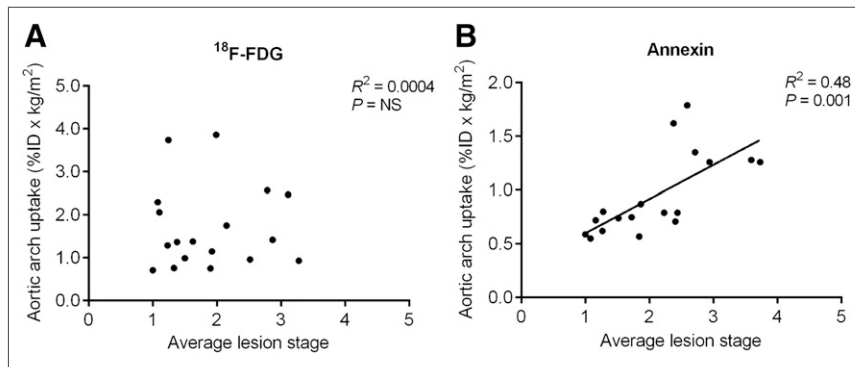 A
¹⁸F-FDG
R² = 0.0004
P = NS
Aortic arch uptake (%ID x kg/m²)
5.0
4.0
3.0
2.0
1.0
0.0
0 1 2 3 4 5
Average lesion stage
B
Annexin
R² = 0.48
P = 0.001
Aortic arch uptake (%ID x kg/m²)
2.0
1.5
1.0
0.5
0.0
0 1 2 3 4 5
Average lesion stage